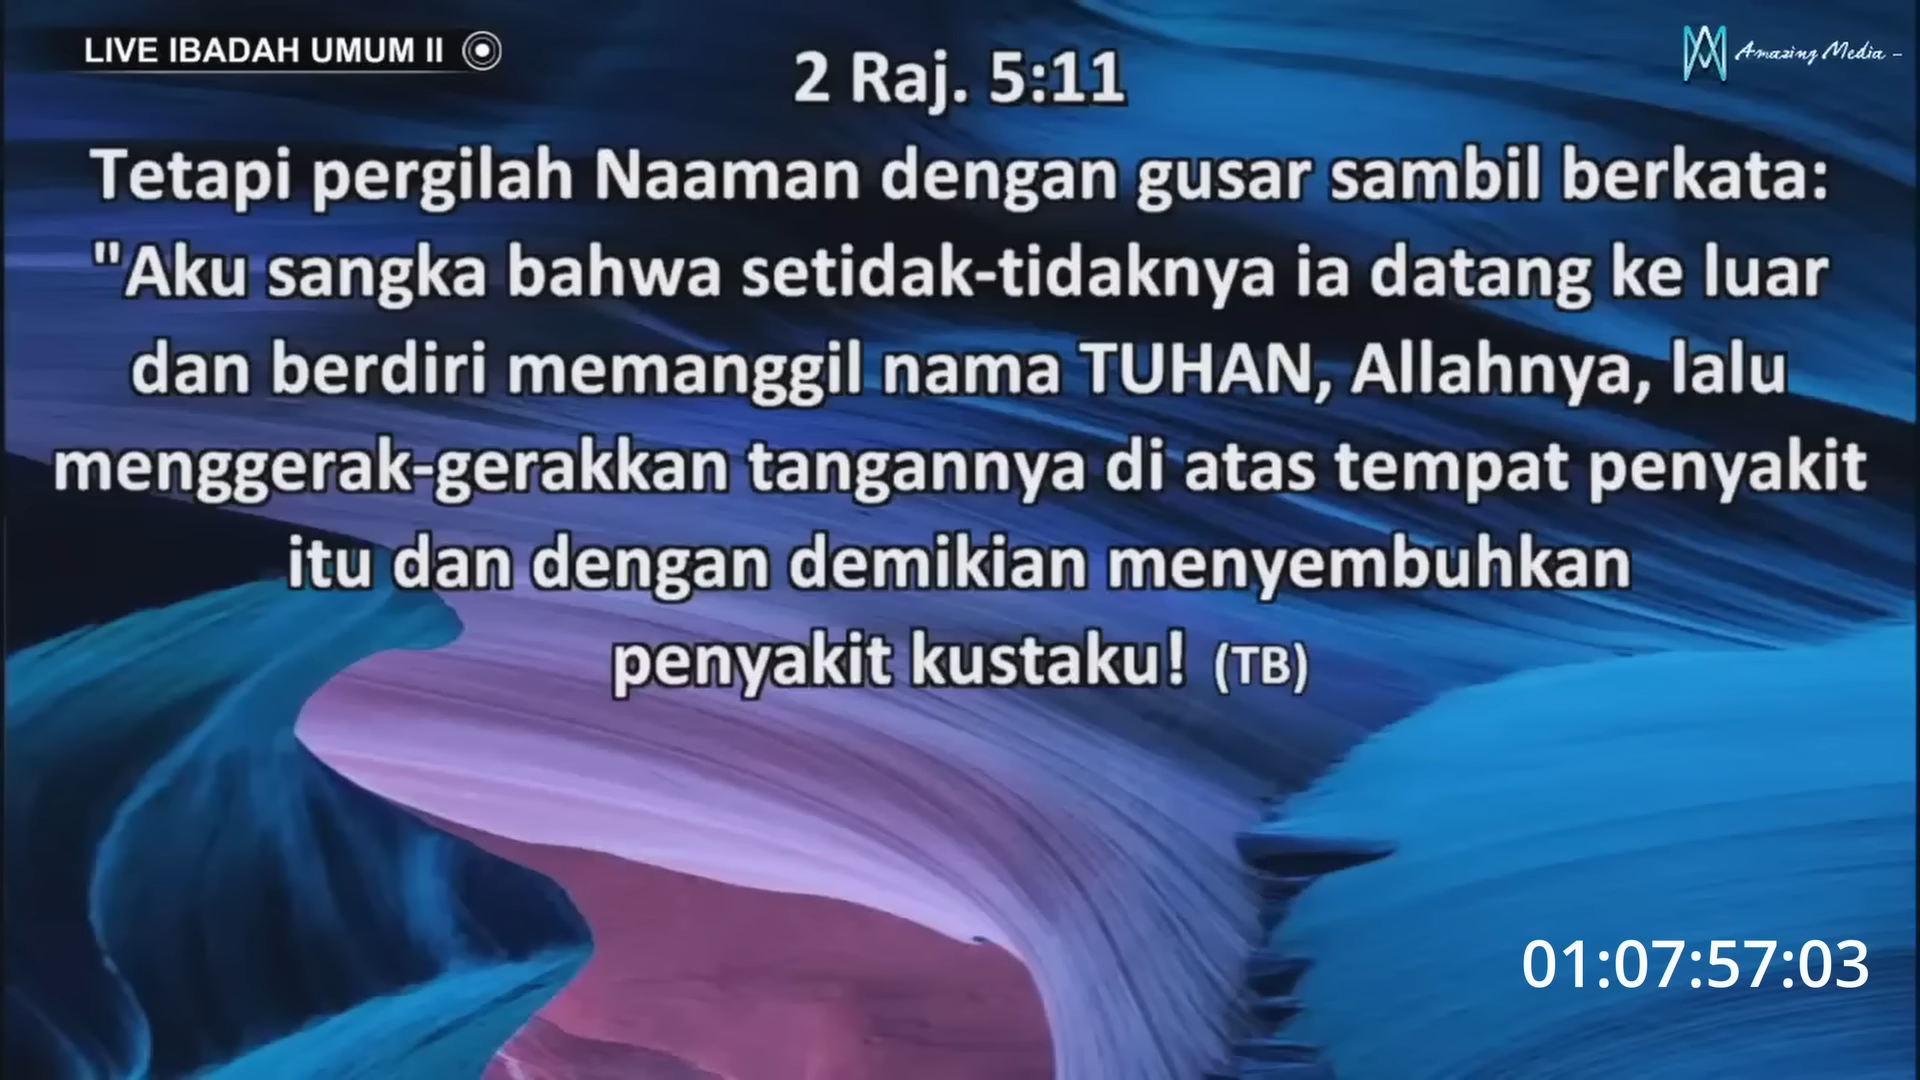 LIVE IBADAH UMUM II
Amazing Media -
2 Raj. 5:11
Tetapi pergilah Naaman dengan gusar sambil berkata:
"Aku sangka bahwa setidak-tidaknya ia datang ke luar
dan berdiri memanggil nama TUHAN, Allahnya, lalu
menggerak-gerakkan tangannya di atas tempat penyakit
itu dan dengan demikian menyembuhkan
penyakit kustaku! (TB)
01:07:57:03